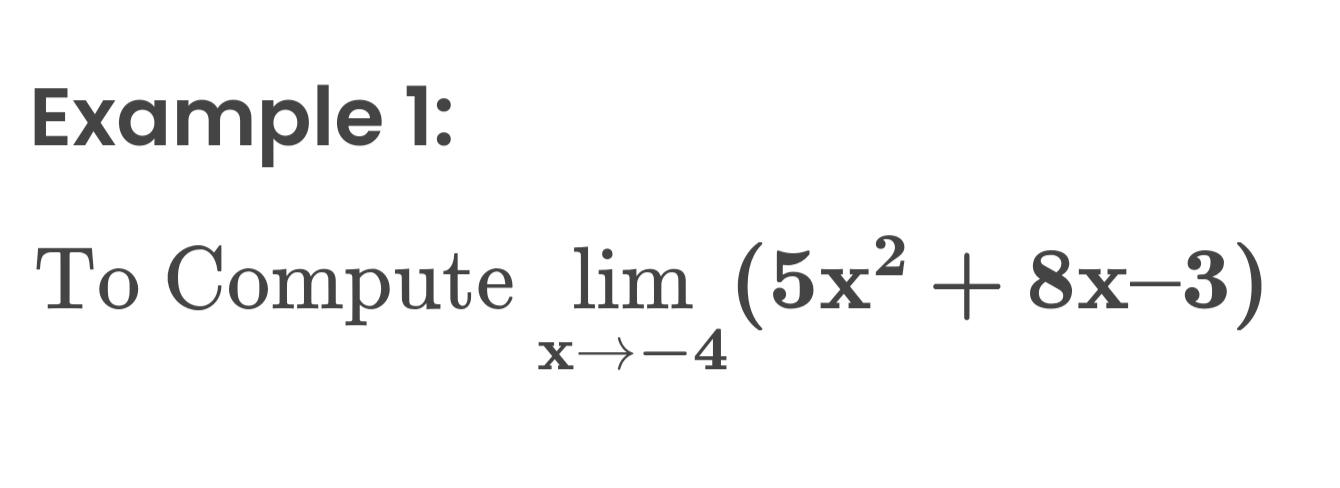 Example 1:
To Compute lim (5x² + 8x–3)
x→−4